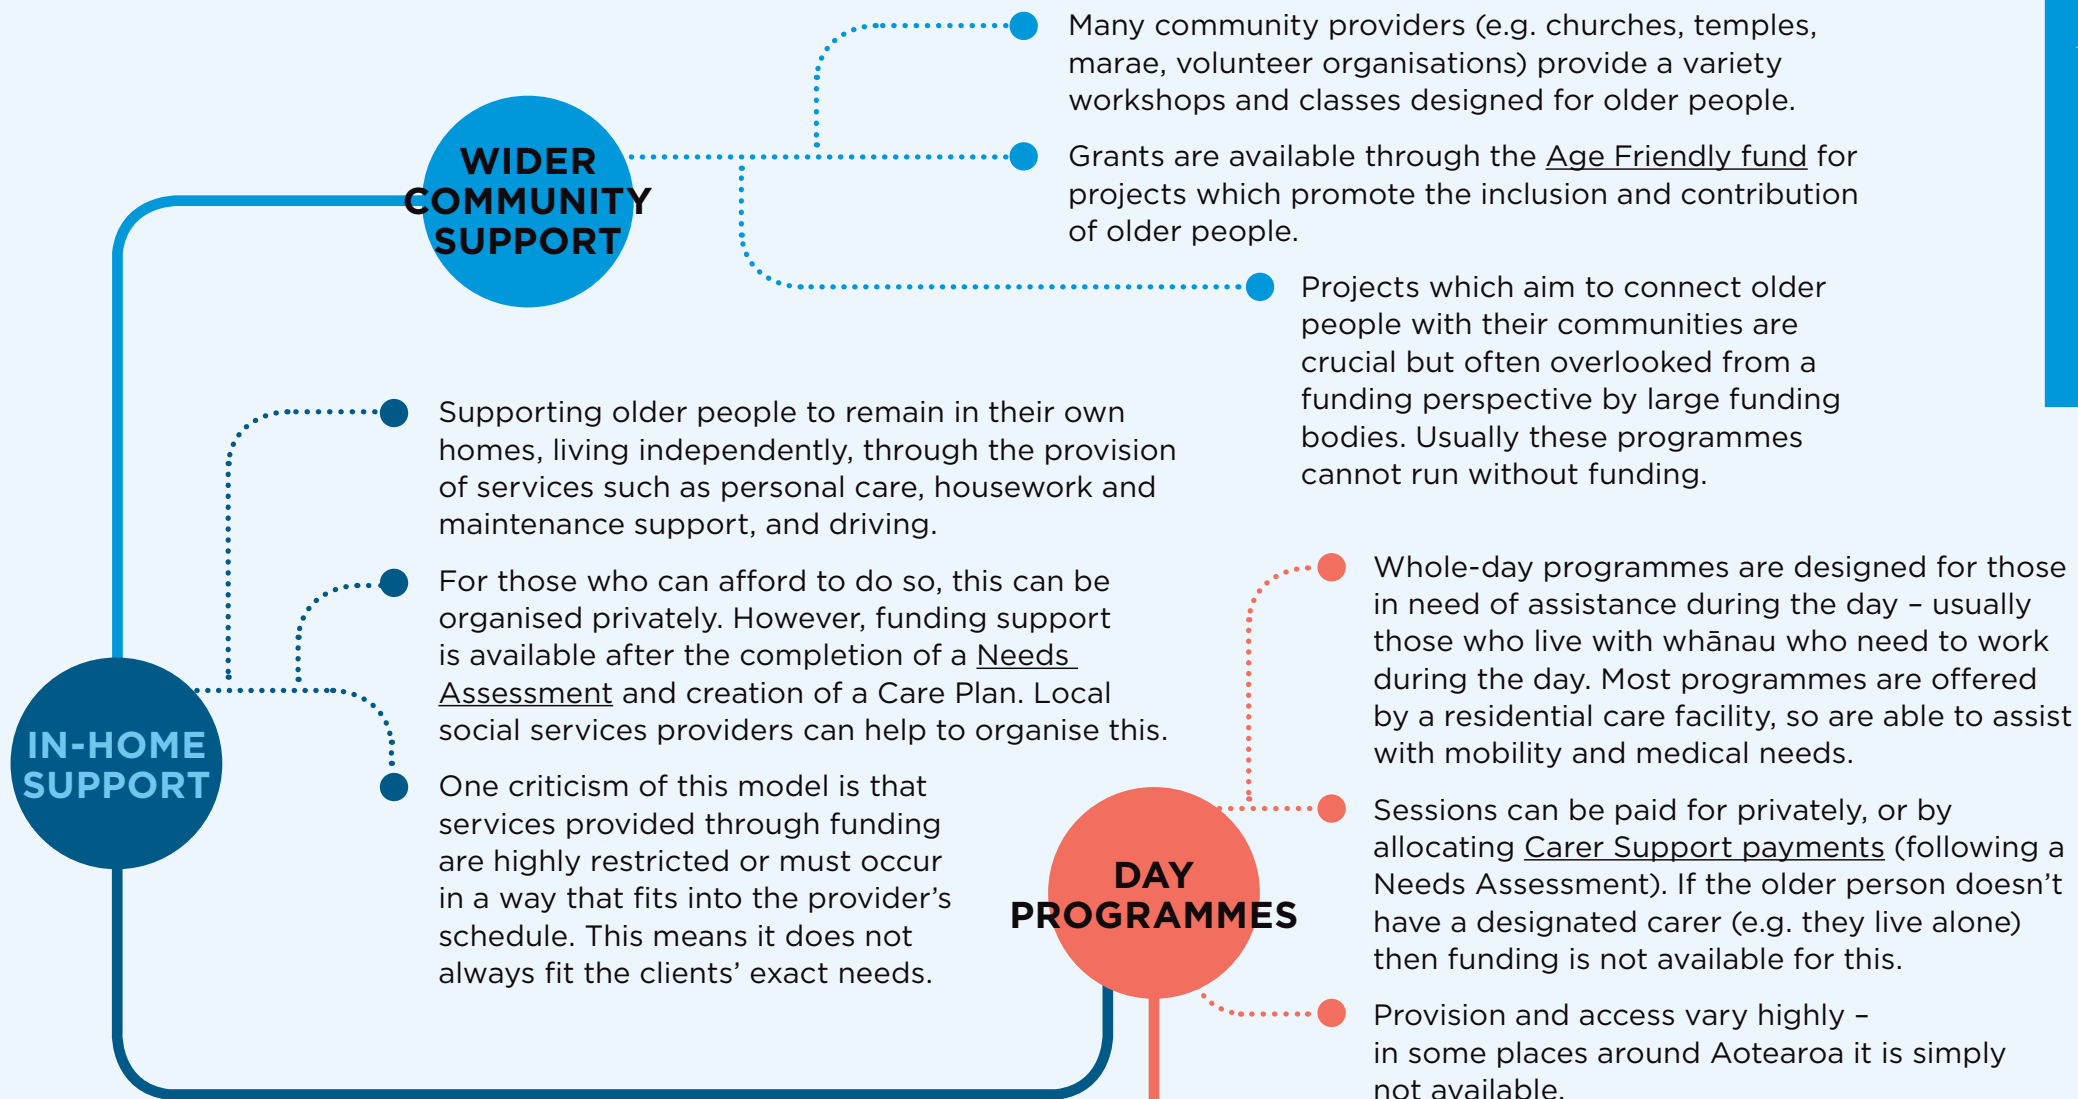 WIDER
COMMUNITY
SUPPORT
Many community providers (e.g. churches, temples,
marae, volunteer organisations) provide a variety
workshops and classes designed for older people.
Grants are available through the Age Friendly fund for
projects which promote the inclusion and contribution
of older people.
Projects which aim to connect older
people with their communities are
crucial but often overlooked from a
funding perspective by large funding
bodies. Usually these programmes
cannot run without funding.
IN-HOME
SUPPORT
Supporting older people to remain in their own
homes, living independently, through the provision
of services such as personal care, housework and
maintenance support, and driving.
For those who can afford to do so, this can be
organised privately. However, funding support
is available after the completion of a Needs
Assessment and creation of a Care Plan. Local
social services providers can help to organise this.
One criticism of this model is that
services provided through funding
are highly restricted or must occur
in a way that fits into the provider’s
schedule. This means it does not
always fit the clients’ exact needs.
DAY
PROGRAMMES
Whole-day programmes are designed for those
in need of assistance during the day – usually
those who live with whānau who need to work
during the day. Most programmes are offered
by a residential care facility, so are able to assist
with mobility and medical needs.
Sessions can be paid for privately, or by
allocating Carer Support payments (following a
Needs Assessment). If the older person doesn’t
have a designated carer (e.g. they live alone)
then funding is not available for this.
Provision and access vary highly –
in some places around Aotearoa it is simply
not available.